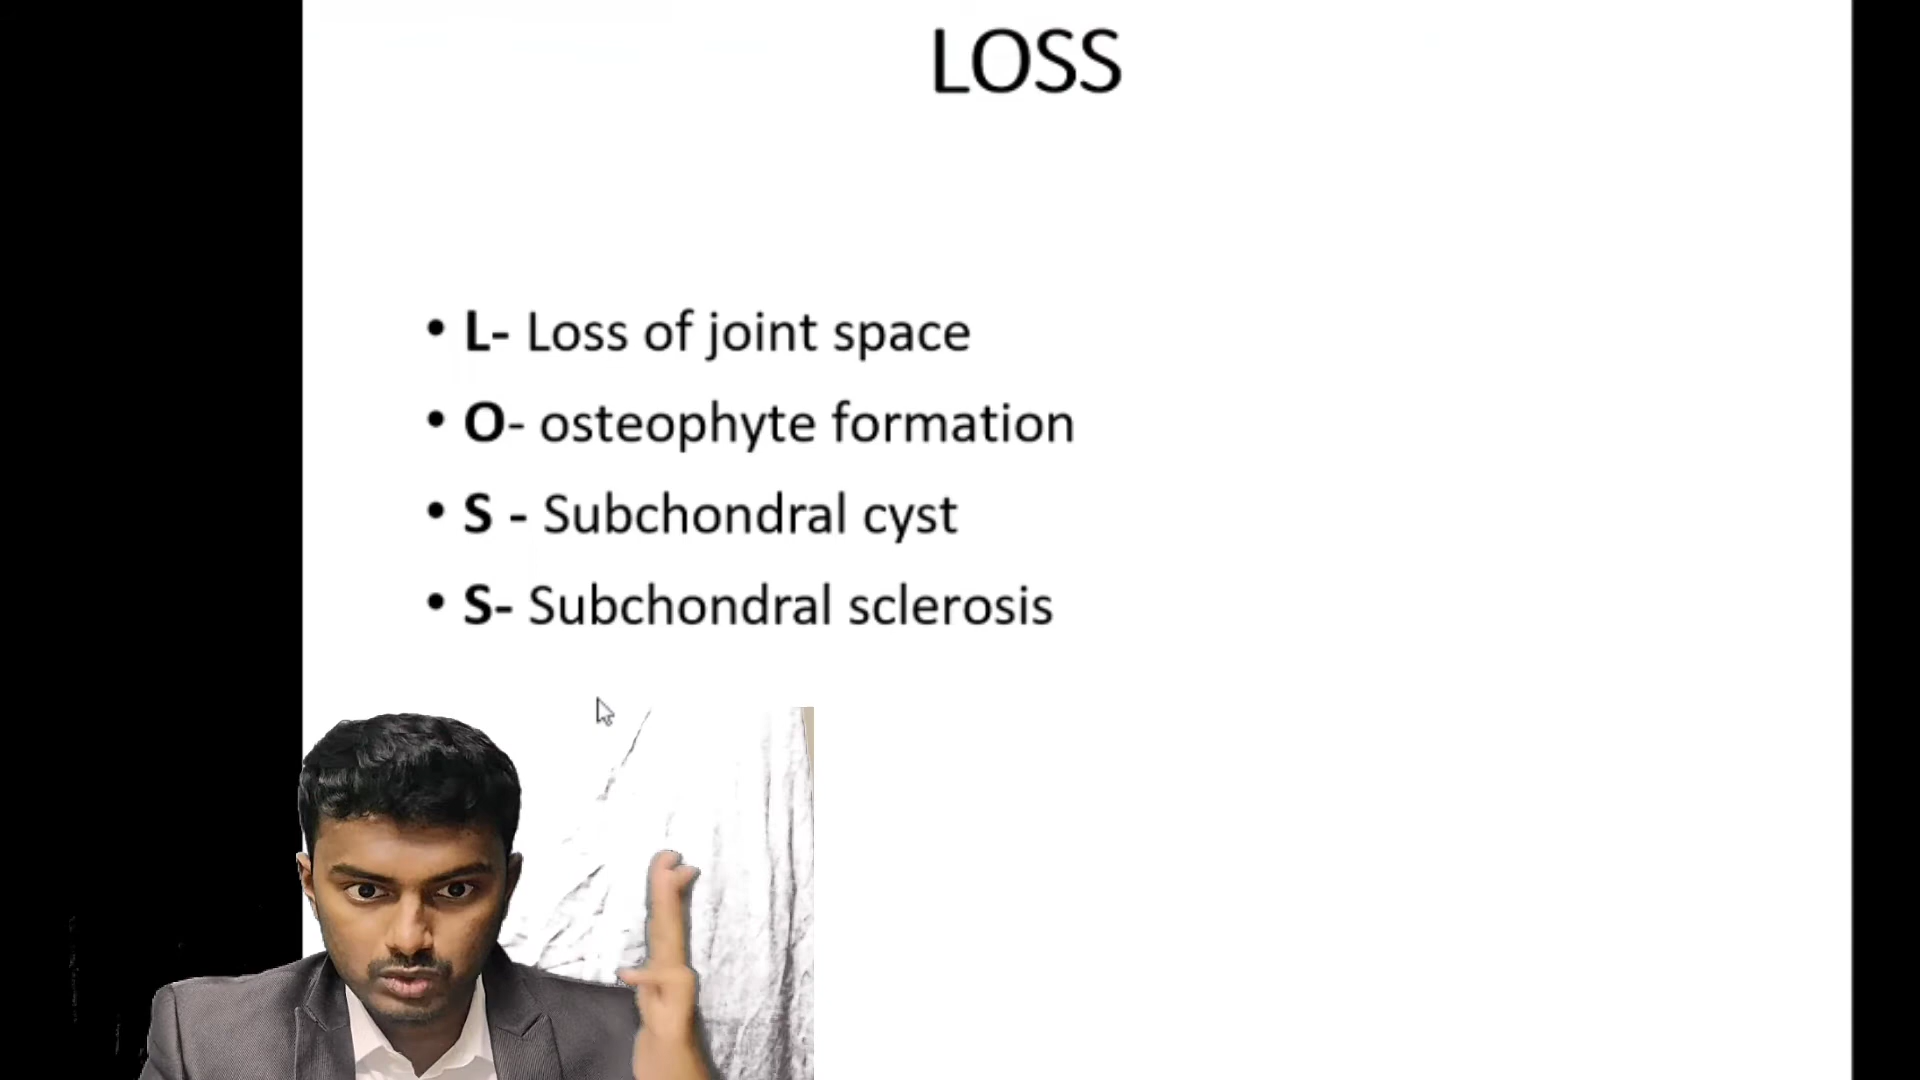 LOSS
• L- Loss of joint space
• O- osteophyte formation
• S - Subchondral cyst
• S- Subchondral sclerosis